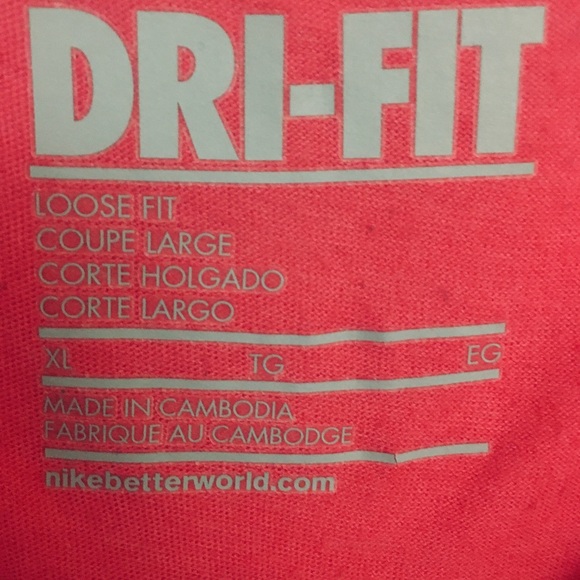 DRI-FIT
LOOSE FIT
COUPE LARGE
CORTE HOLGADO
CORTE LARGO
XL TG EG
MADE IN CAMBODIA
FABRIQUE AU CAMBODGE
nikebetterworld.com